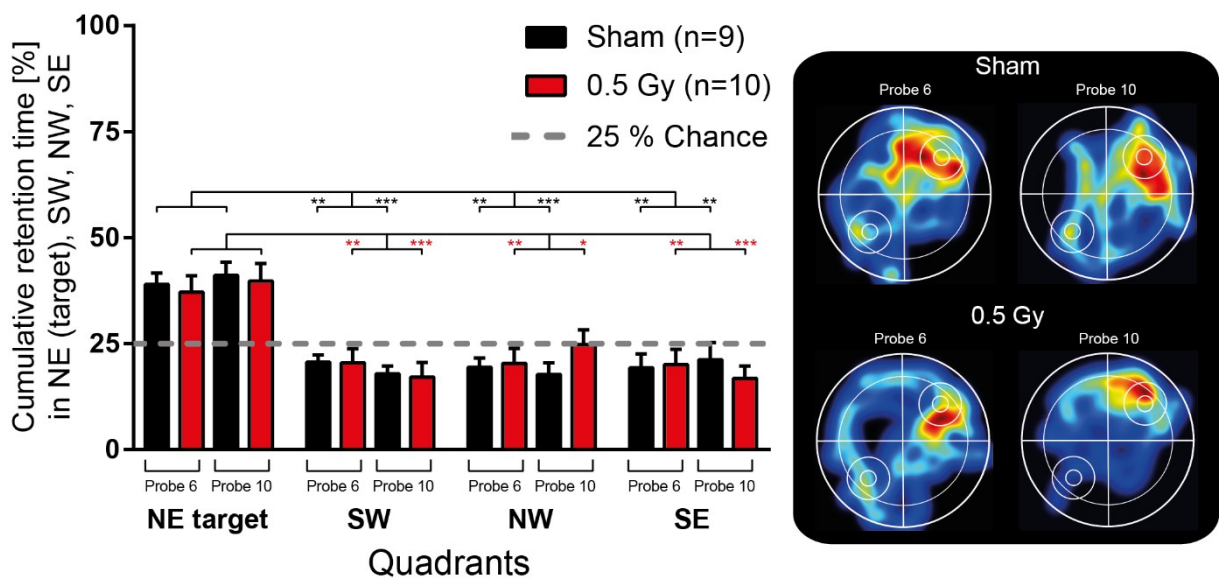 Cumulative retention time [%]
in NE (target), SW, NW, SE
100
75
50
25
0
Sham (n=9)
0.5 Gy (n=10)
25 % Chance
** *** ** *** ** **
** *** ** * ** ***
Probe 6 Probe 10 Probe 6 Probe 10 Probe 6 Probe 10 Probe 6 Probe 10
NE target SW NW SE
Quadrants
Sham
Probe 6 Probe 10
0.5 Gy
Probe 6 Probe 10